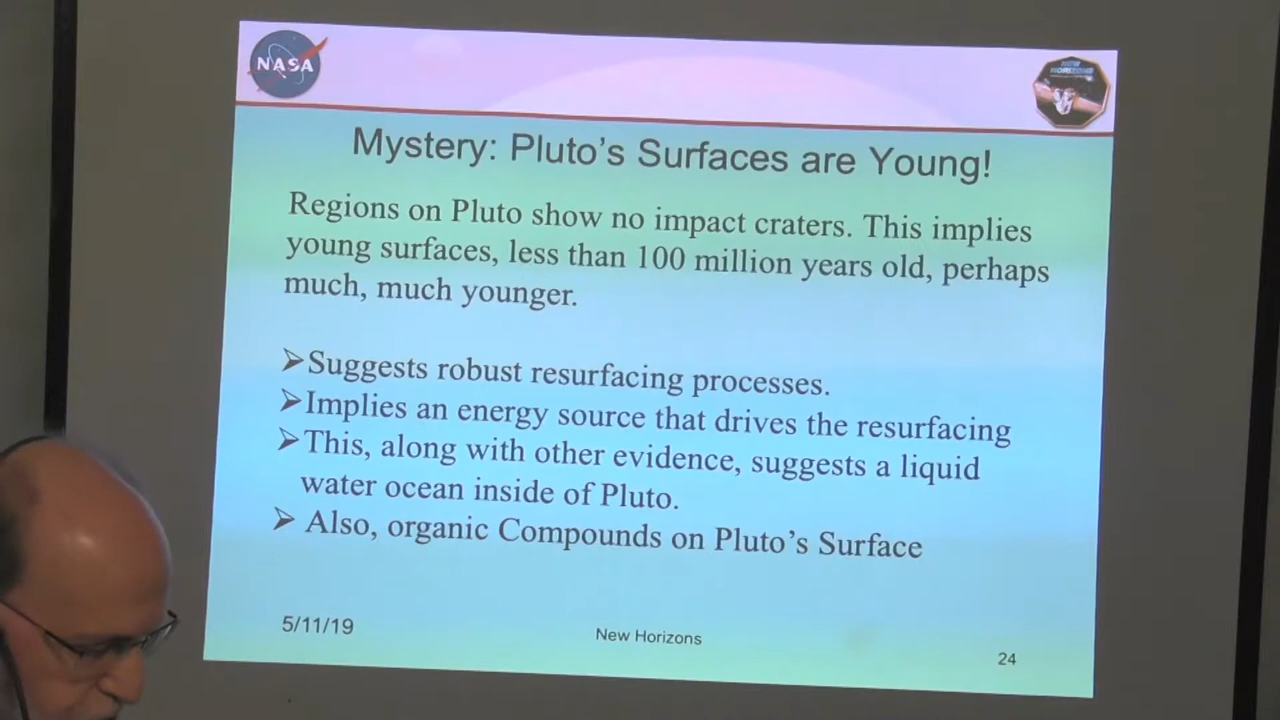 NASA
NEW
HORIZONS
Mystery: Pluto's Surfaces are Young!
Regions on Pluto show no impact craters. This implies
young surfaces, less than 100 million years old, perhaps
much, much younger.
➢Suggests robust resurfacing processes.
➢Implies an energy source that drives the resurfacing
➢This, along with other evidence, suggests a liquid
water ocean inside of Pluto.
➢ Also, organic Compounds on Pluto's Surface
5/11/19
New Horizons
24